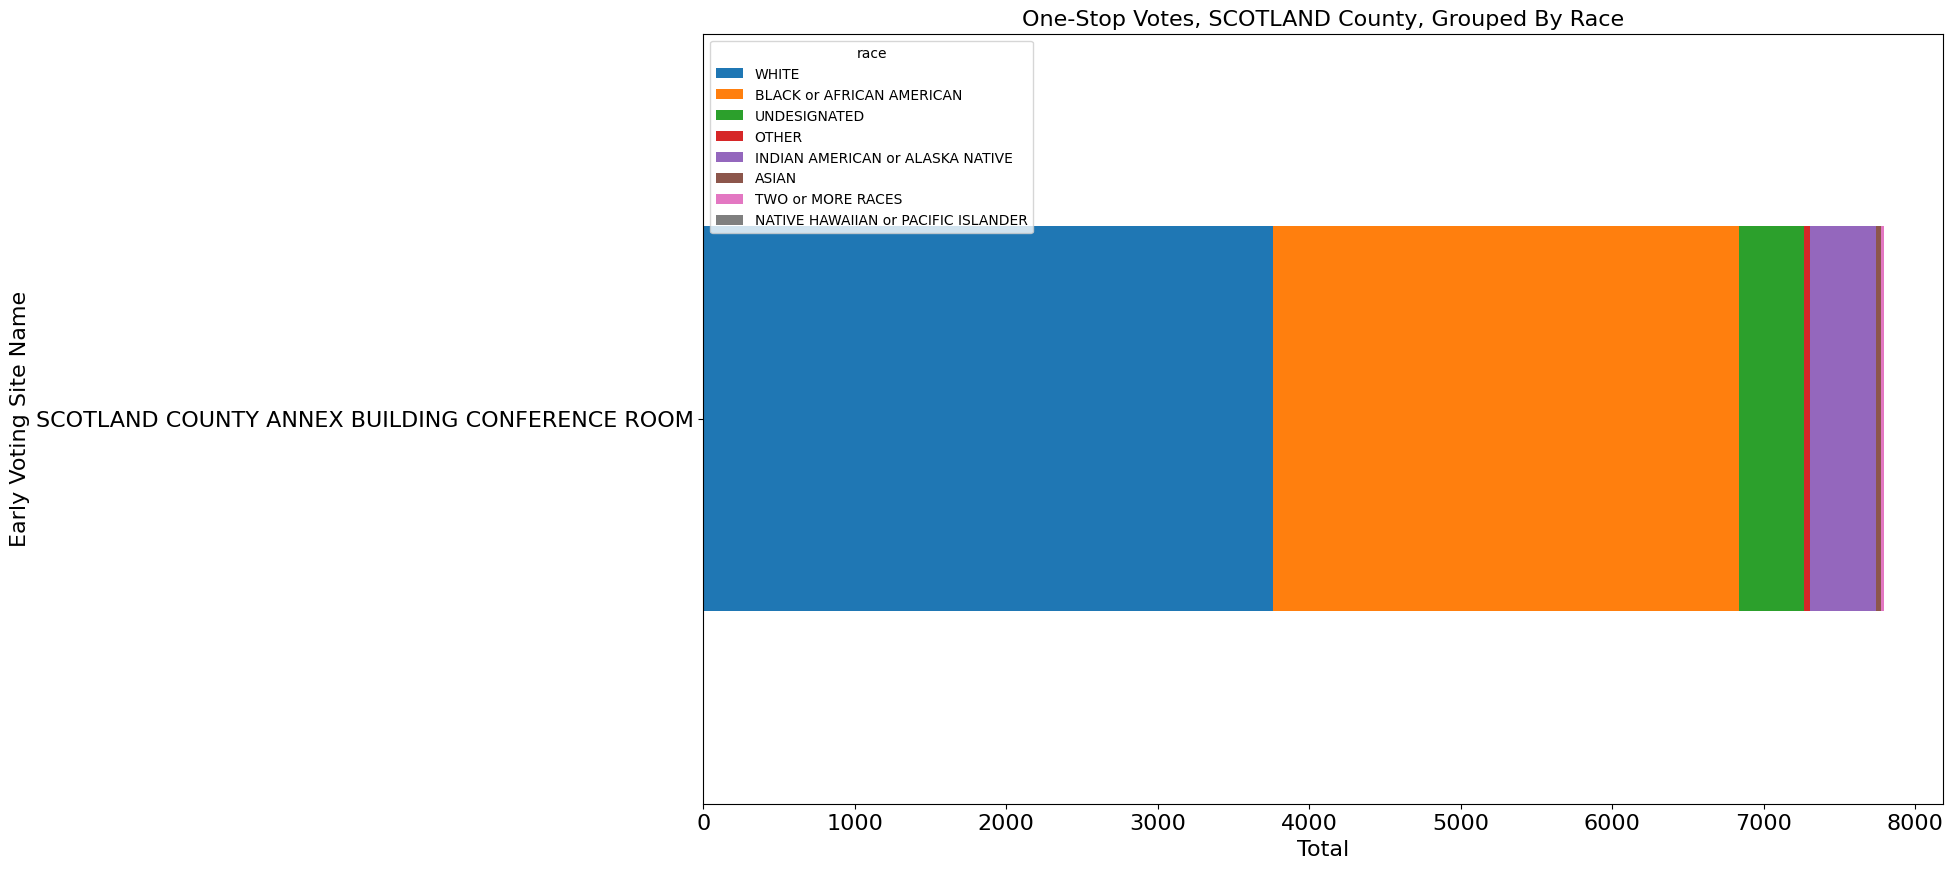 One-Stop Votes, SCOTLAND County, Grouped By Race
race
WHITE
BLACK or AFRICAN AMERICAN
UNDESIGNATED
OTHER
INDIAN AMERICAN or ALASKA NATIVE
ASIAN
TWO or MORE RACES
NATIVE HAWAIIAN or PACIFIC ISLANDER
Early Voting Site Name
SCOTLAND COUNTY ANNEX BUILDING CONFERENCE ROOM
0 1000 2000 3000 4000 5000 6000 7000 8000
Total